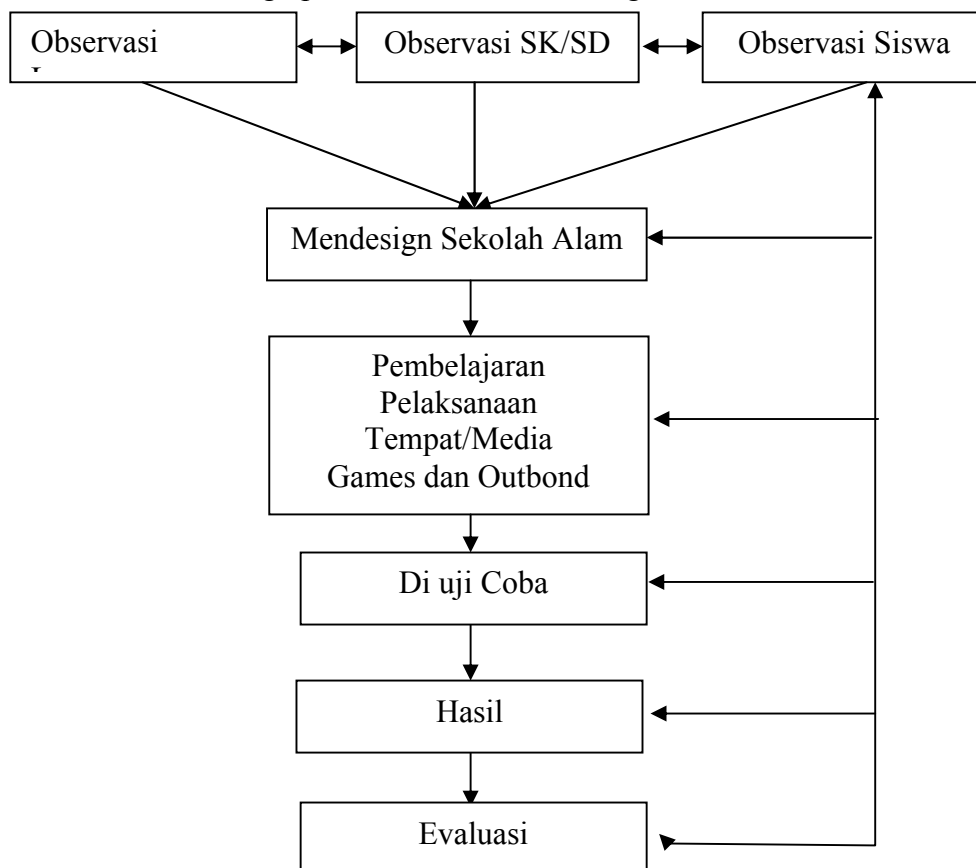 Observasi
Observasi SK/SD
Observasi Siswa
Mendesign Sekolah Alam
Pembelajaran
Pelaksanaan
Tempat/Media
Games dan Outbond
Di uji Coba
Hasil
Evaluasi